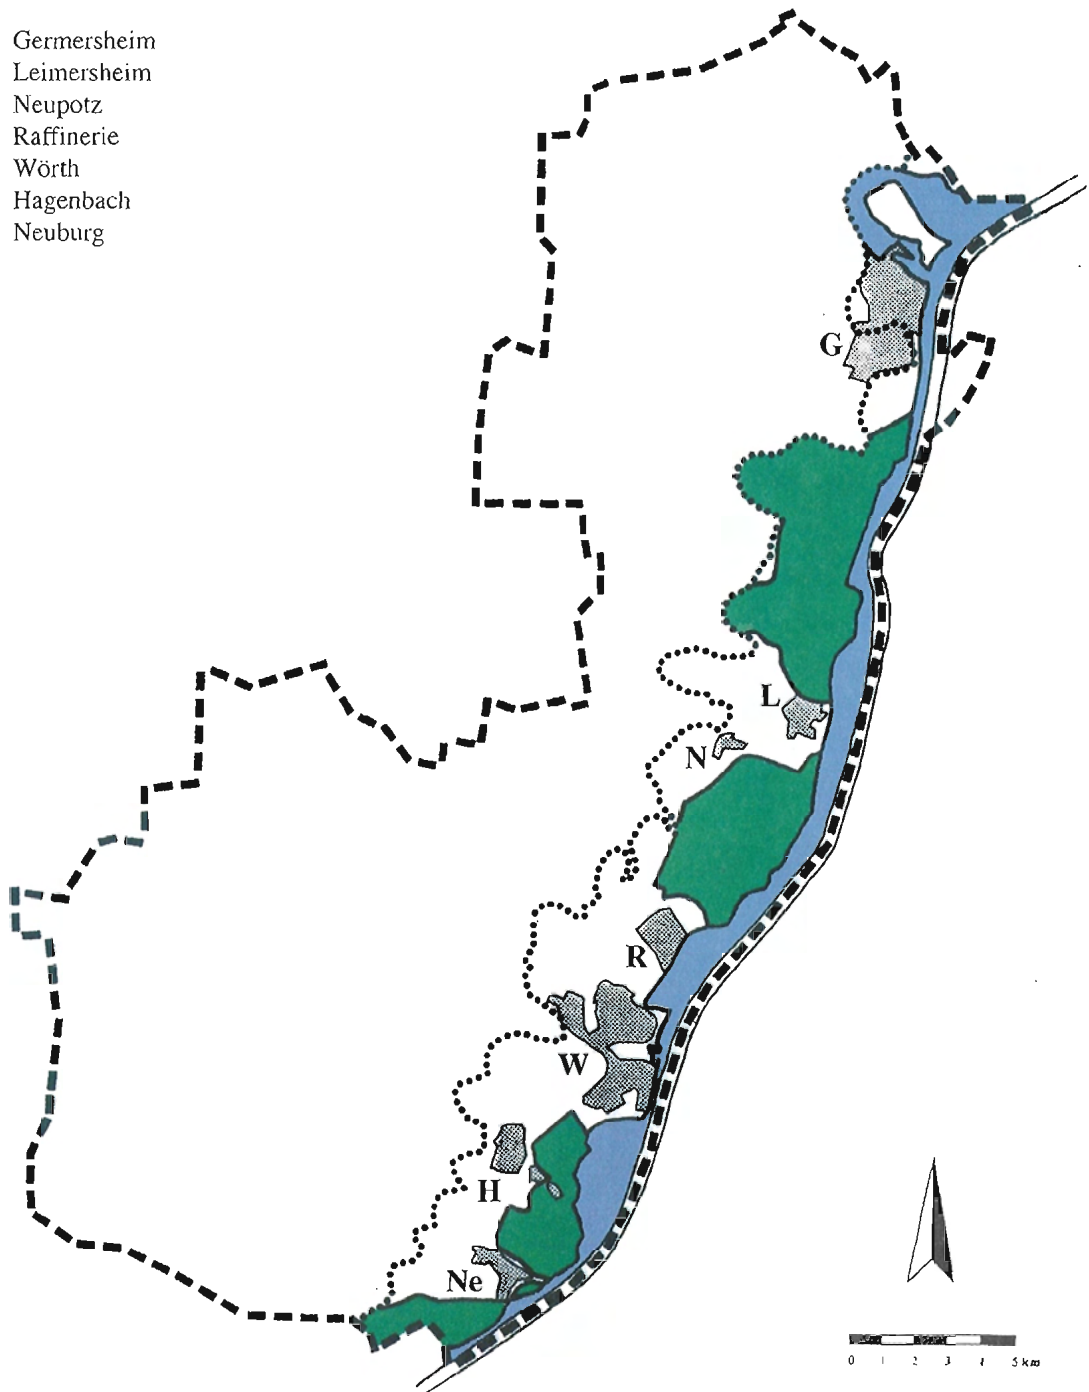 Germersheim
Leimersheim
Neupotz
Raffinerie
Wörth
Hagenbach
Neuburg
G
L
N
R
W
H
Ne
0 1 2 3 4 5 km